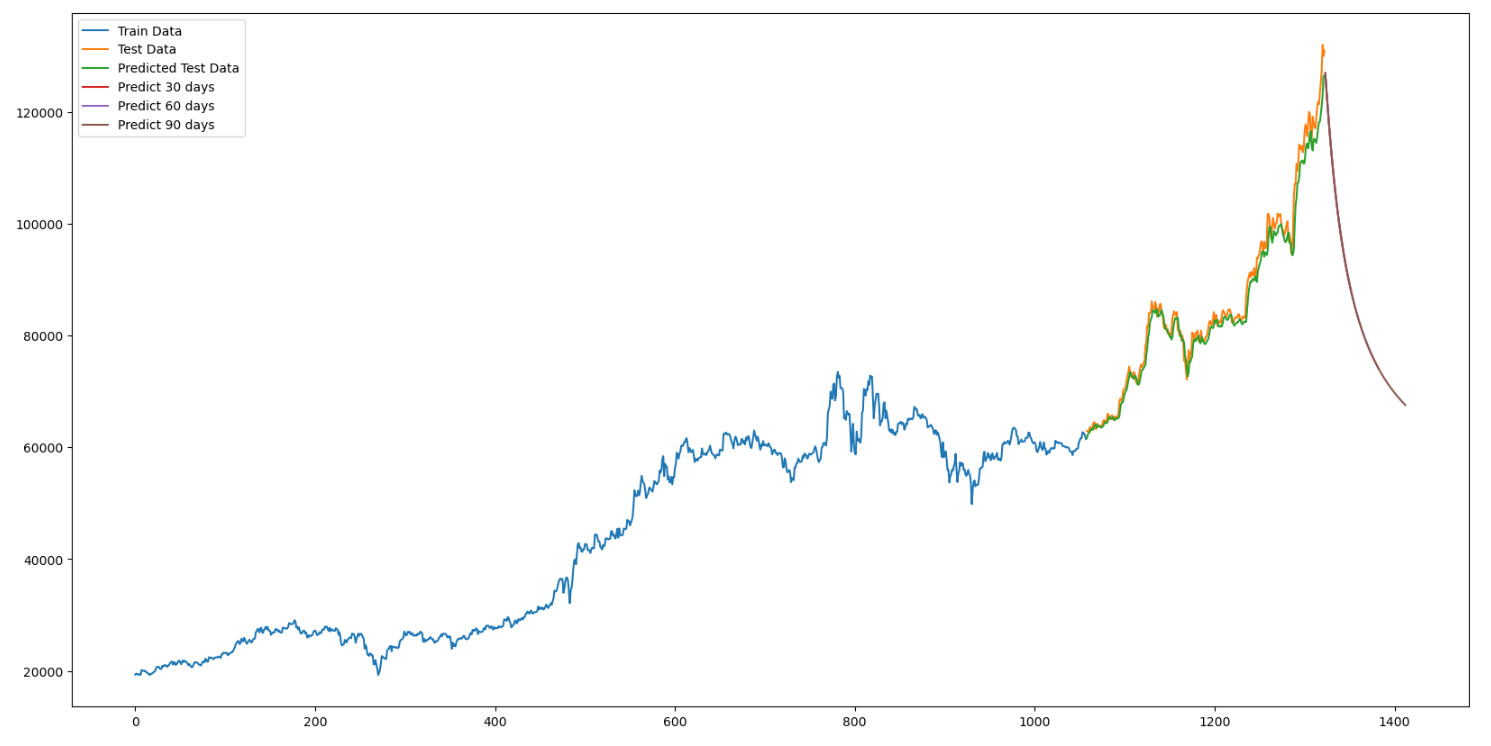 Train Data
Test Data
Predicted Test Data
Predict 30 days
Predict 60 days
Predict 90 days
120000
100000
80000
60000
40000
20000
0 200 400 600 800 1000 1200 1400